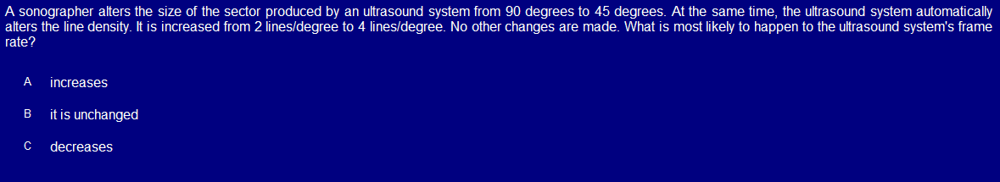 A sonographer alters the size of the sector produced by an ultrasound system from 90 degrees to 45 degrees. At the same time, the ultrasound system automatically
alters the line density. It is increased from 2 lines/degree to 4 lines/degree. No other changes are made. What is most likely to happen to the ultrasound system's frame
rate?
A increases
B it is unchanged
C decreases